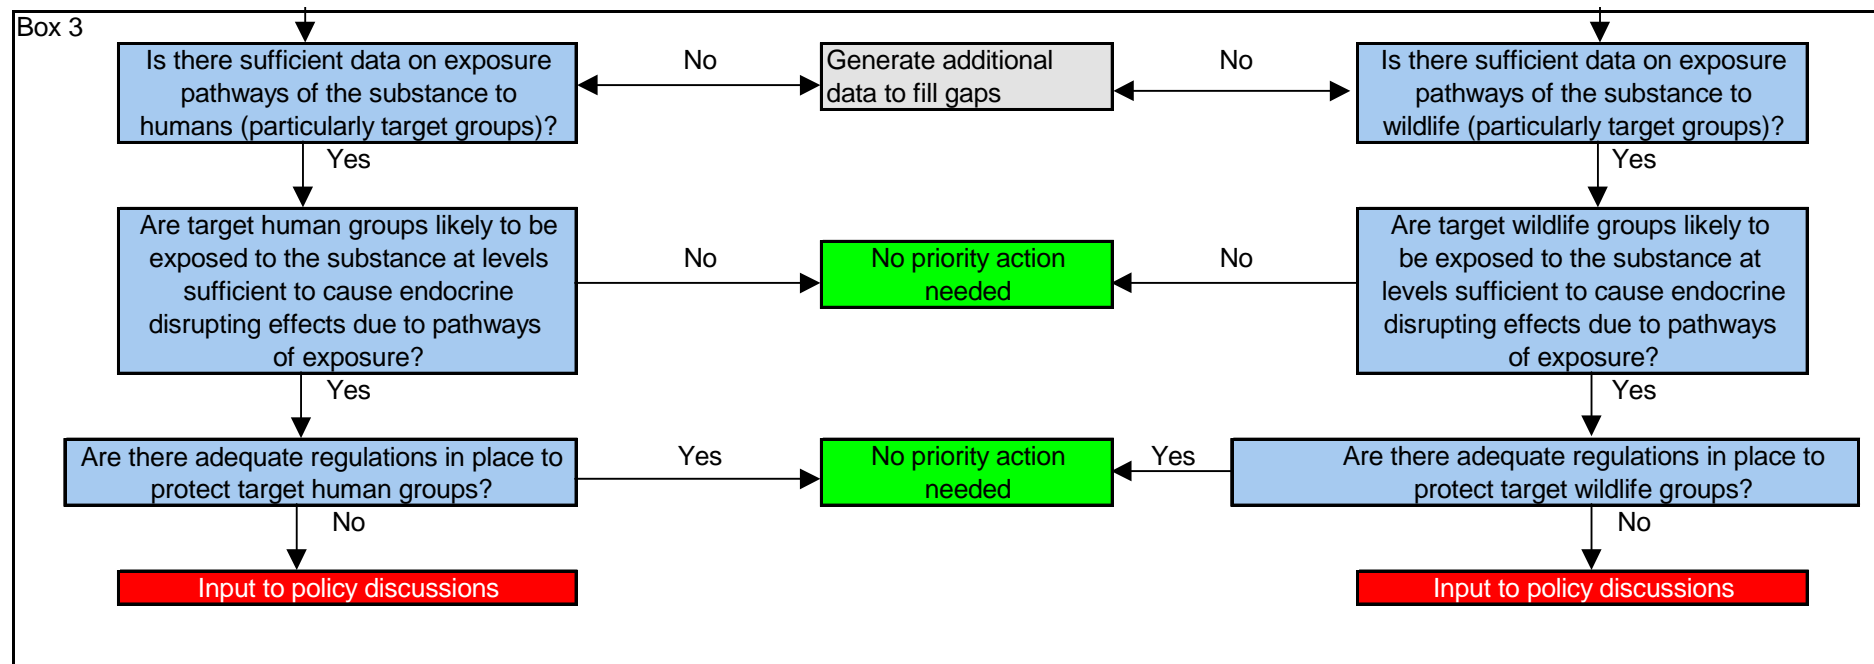 Box 3
Is there sufficient data on exposure
pathways of the substance to
humans (particularly target groups)?
No
Generate additional
data to fill gaps
No
Is there sufficient data on exposure
pathways of the substance to
wildlife (particularly target groups)?
Yes
Yes
Are target human groups likely to be
exposed to the substance at levels
sufficient to cause endocrine
disrupting effects due to pathways
of exposure?
No
No priority action
needed
No
Are target wildlife groups likely to
be exposed to the substance at
levels sufficient to cause endocrine
disrupting effects due to pathways
of exposure?
Yes
Yes
Are there adequate regulations in place to
protect target human groups?
Yes
No priority action
needed
Yes
Are there adequate regulations in place to
protect target wildlife groups?
No
No
Input to policy discussions
Input to policy discussions